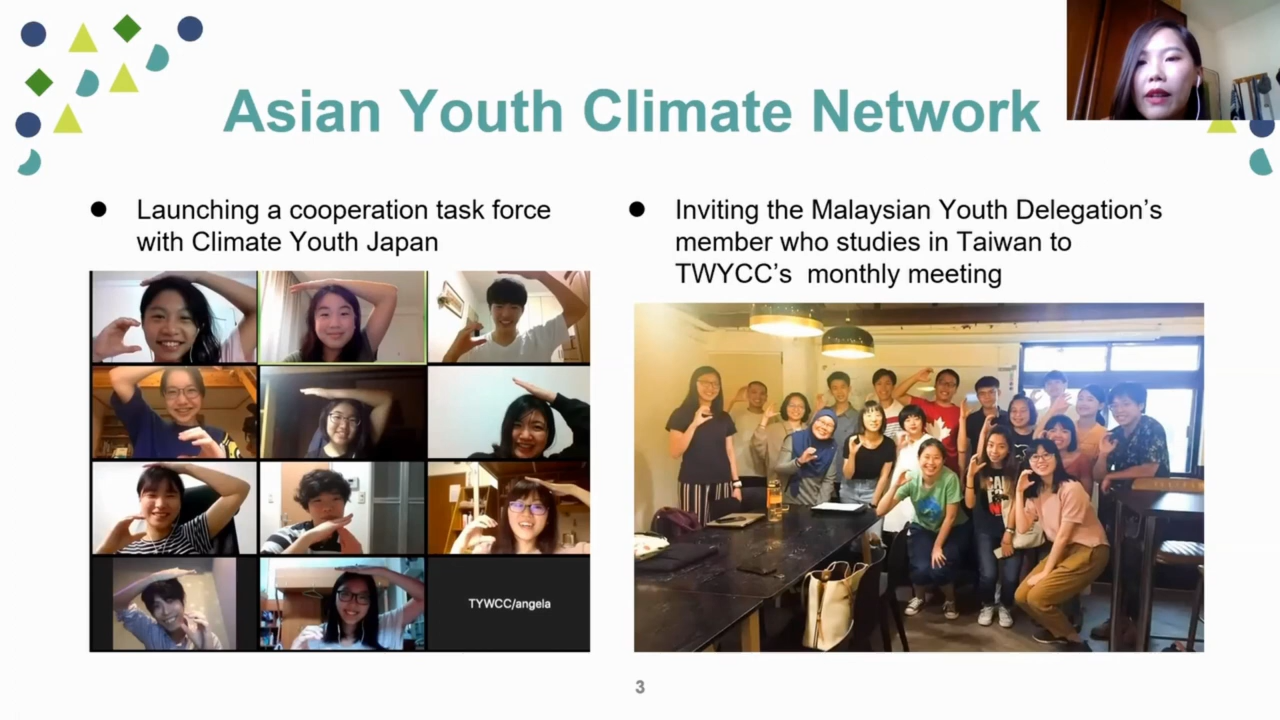 Asian Youth Climate Network
● Launching a cooperation task force
with Climate Youth Japan
● Inviting the Malaysian Youth Delegation’s
member who studies in Taiwan to
TWYCC’s monthly meeting
TYWCC/angela
3